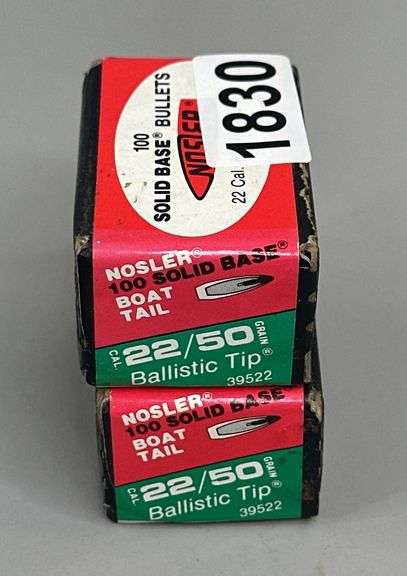 1830
100
SOLID BASE® BULLETS
NOSLER
22 Cal.
NOSLER®
100 SOLID BASE®
BOAT
TAIL
CAL. 22/50 GRAIN
Ballistic Tip®
39522
NOSLER®
100 SOLID BASE
BOAT
TAIL
CAL. 22/50 GRAIN
Ballistic Tip®
39522